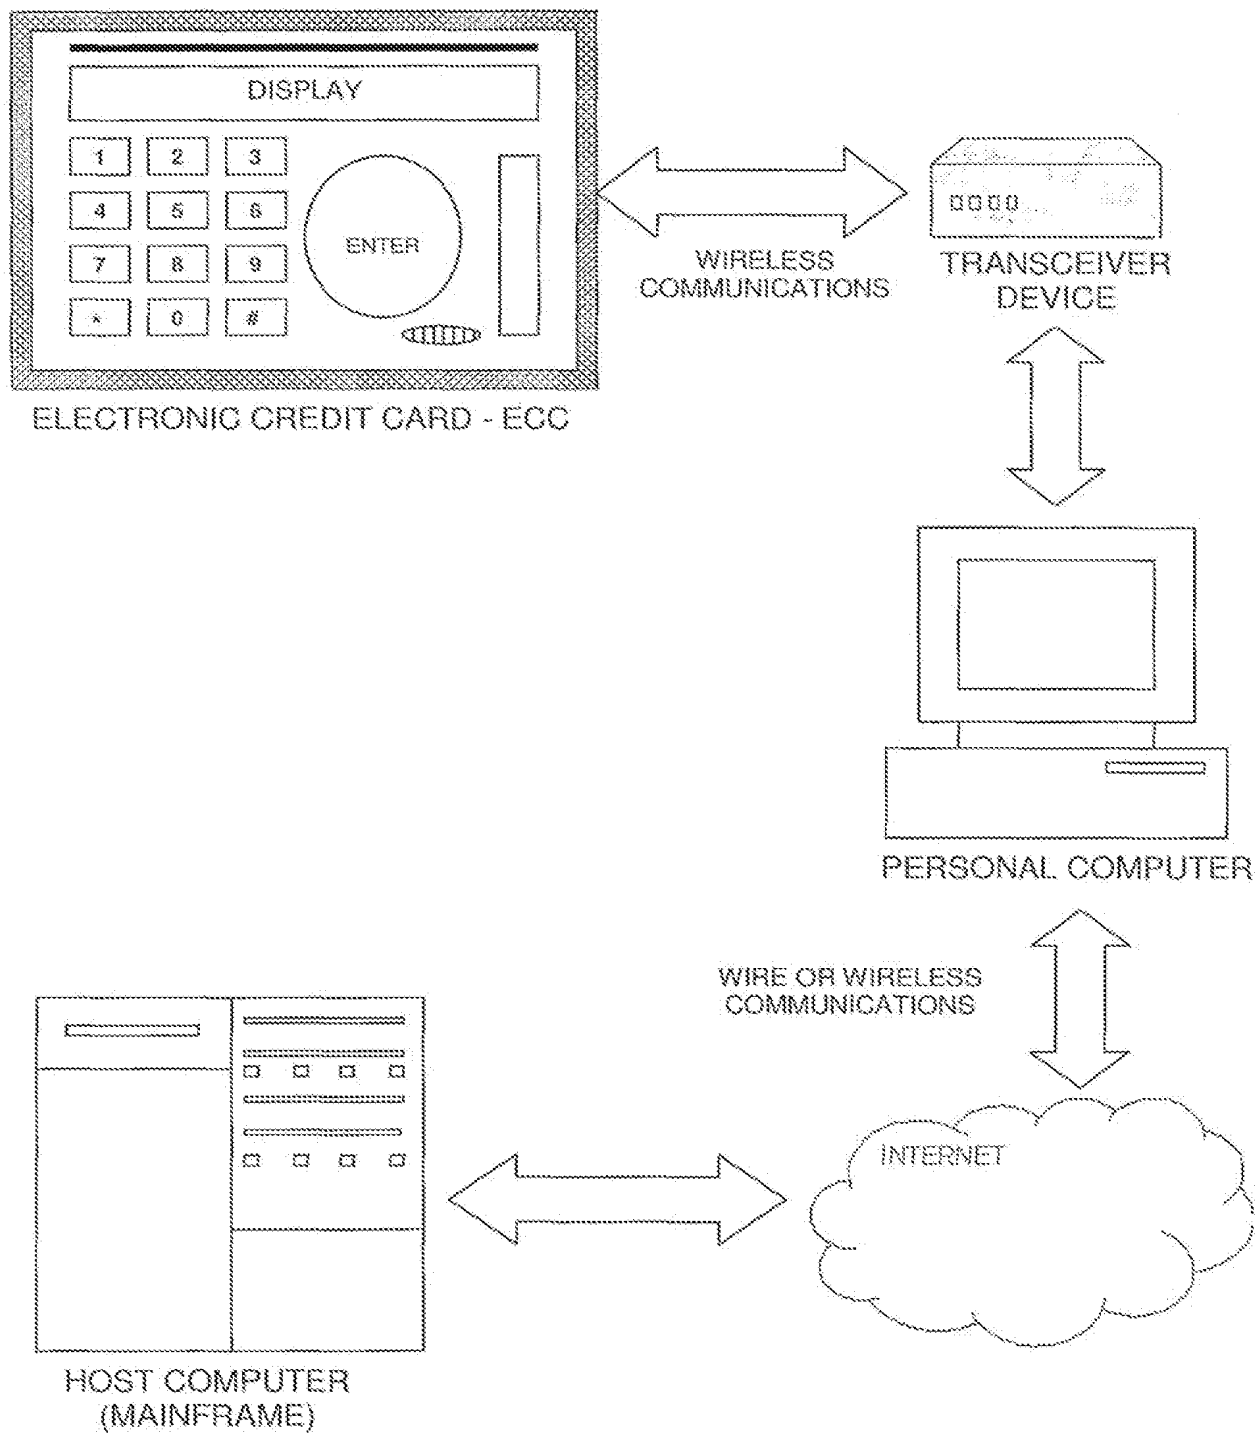 DISPLAY
1 2 3
4 5 6
7 8 9
* 0 #
ENTER
ELECTRONIC CREDIT CARD - ECC
WIRELESS
COMMUNICATIONS
TRANSCEIVER
DEVICE
PERSONAL COMPUTER
WIRE OR WIRELESS
COMMUNICATIONS
INTERNET
HOST COMPUTER
(MAINFRAME)